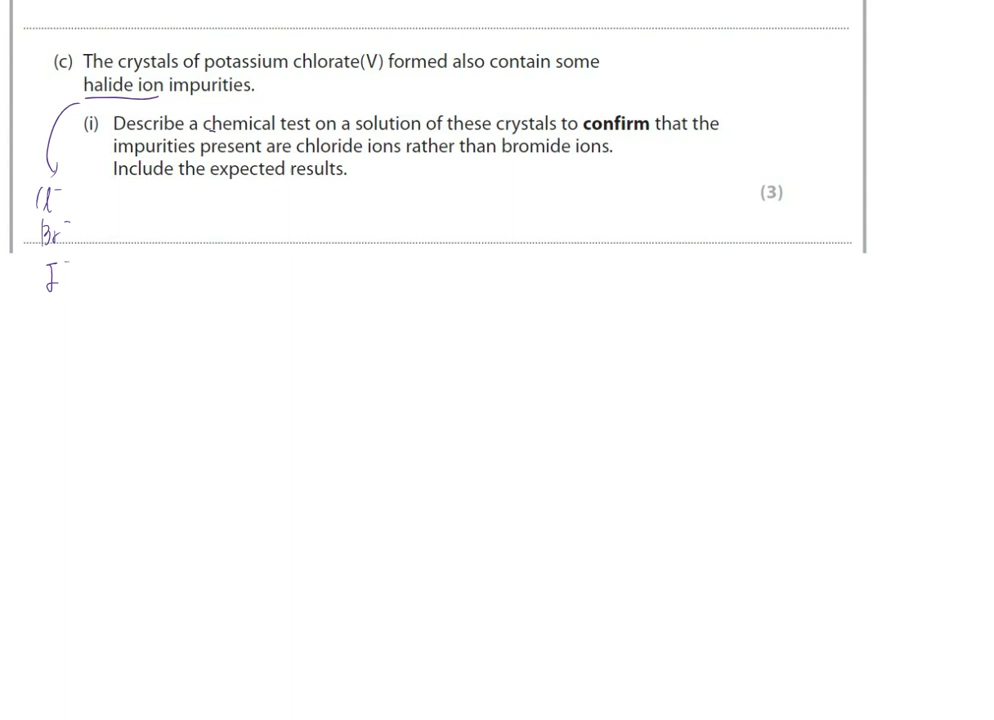 (c) The crystals of potassium chlorate(V) formed also contain some
halide ion impurities.
(i) Describe a chemical test on a solution of these crystals to confirm that the
impurities present are chloride ions rather than bromide ions.
Include the expected results.
(3)
Cl⁻
Br⁻
I⁻